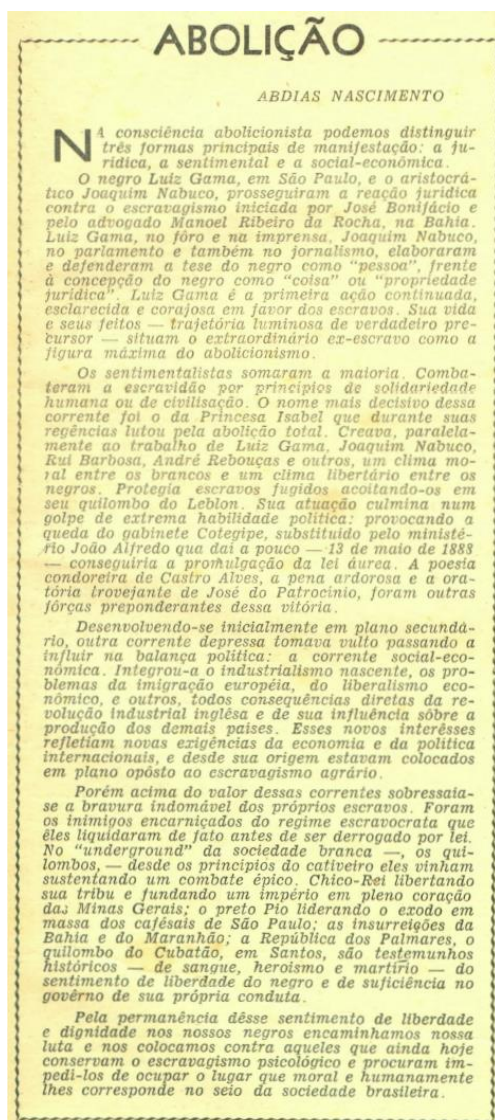 ABOLIÇÃO
ABDIAS NASCIMENTO
NA consciência abolicionista podemos distinguir
três formas principais de manifestação: a ju-
rídica, a sentimental e a social-econômica.
O negro Luiz Gama, em São Paulo, e o aristocrá-
tico Joaquim Nabuco, prosseguiram a reação jurídica
contra o escravagismo iniciada por José Bonifácio e
pelo advogado Manoel Ribeiro da Rocha, na Bahia.
Luiz Gama, no fôro e na imprensa, Joaquim Nabuco,
no parlamento e também no jornalismo, elaboraram
e defenderam a tese do negro como "pessoa", frente
à concepção do negro como "coisa" ou "propriedade
jurídica". Luiz Gama é a primeira ação continuada,
esclarecida e corajosa em favor dos escravos. Sua vida
e seus feitos — trajetória luminosa de verdadeiro pre-
cursor — situam o extraordinário ex-escravo como a
figura máxima do abolicionismo.
Os sentimentalistas somaram a maioria. Comba-
teram a escravidão por princípios de solidariedade
humana ou de civilisação. O nome mais decisivo dessa
corrente foi o da Princesa Isabel que durante suas
regências lutou pela abolição total. Creava, paralela-
mente ao trabalho de Luiz Gama, Joaquim Nabuco,
Rui Barbosa, André Rebouças e outros, um clima mo-
ral entre os brancos e um clima libertário entre os
negros. Protegia escravos fugidos acoitando-os em
seu quilombo do Leblon. Sua atuação culmina num
golpe de extrema habilidade política: provocando a
queda do gabinete Cotegipe, substituido pelo ministé-
rio João Alfredo que daí a pouco — 13 de maio de 1888
— conseguiria a promulgação da lei áurea. A poesia
condoreira de Castro Alves, a pena ardorosa e a ora-
tória trovejante de José do Patrocínio, foram outras
fôrças preponderantes dessa vitória.
Desenvolvendo-se inicialmente em plano secundá-
rio, outra corrente depressa tomava vulto passando a
influir na balança política: a corrente social-eco-
nômica. Integrou-a o industrialismo nascente, os pro-
blemas da imigração européia, do liberalismo eco-
nômico, e outros, todos consequências diretas da re-
volução industrial inglêsa e de sua influência sôbre a
produção dos demais países. Esses novos interêsses
refletiam novas exigências da economia e da política
internacionais, e desde sua origem estavam colocados
em plano opôsto ao escravagismo agrário.
Porém acima do valor dessas correntes sobressaia-
se a bravura indomável dos próprios escravos. Foram
os inimigos encarniçados do regime escravocrata que
êles liquidaram de fato antes de ser derrogado por lei.
No "underground" da sociedade branca —, os qui-
lombos, — desde os princípios do cativeiro eles vinham
sustentando um combate épico. Chico-Rei libertando
sua tribu e fundando um império em pleno coração
das Minas Gerais; o preto Pio liderando o exodo em
massa dos cafésais de São Paulo; as insurreições da
Bahia e do Maranhão; a República dos Palmares, o
quilombo do Cubatão, em Santos, são testemunhos
históricos — de sangue, heroismo e martírio — do
sentimento de liberdade do negro e de suficiência no
govêrno de sua própria conduta.
Pela permanência dêsse sentimento de liberdade
e dignidade nos nossos negros encaminhamos nossa
luta e nos colocamos contra aqueles que ainda hoje
conservam o escravagismo psicológico e procuram im-
pedi-los de ocupar o lugar que moral e humanamente
lhes corresponde no seio da sociedade brasileira.